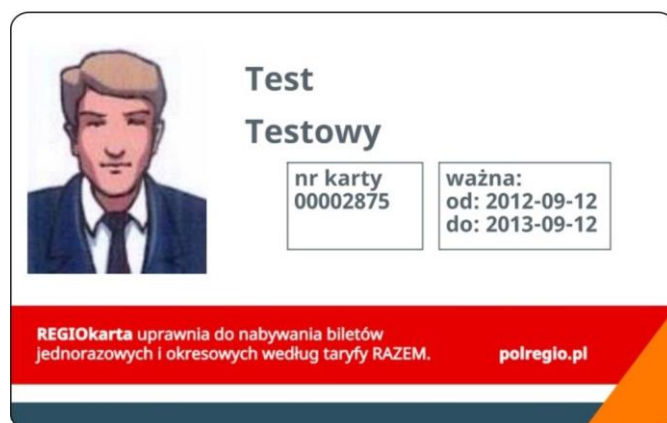 Test
Testowy
nr karty
00002875
ważna:
od: 2012-09-12
do: 2013-09-12
REGIOkarta uprawnia do nabywania biletów
jednorazowych i okresowych według taryfy RAZEM.
polregio.pl